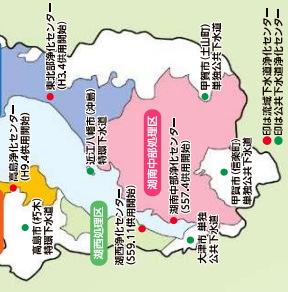 東北部浄化センター
(H3.4供用開始)
甲賀市(土山町)
単独公共下水道
●印は流域下水道浄化センター
●印は公共下水道浄化センター
高島浄化センター
(H9.4供用開始)
近江八幡市(沖島)
特環下水道
湖南中部処理区
湖南中部浄化センター
(S57.4供用開始)
甲賀市(信楽町)
単独公共下水道
高島市(朽木)
特環下水道
湖西処理区
湖西浄化センター
(S59.11供用開始)
大津市 単独
公共下水道